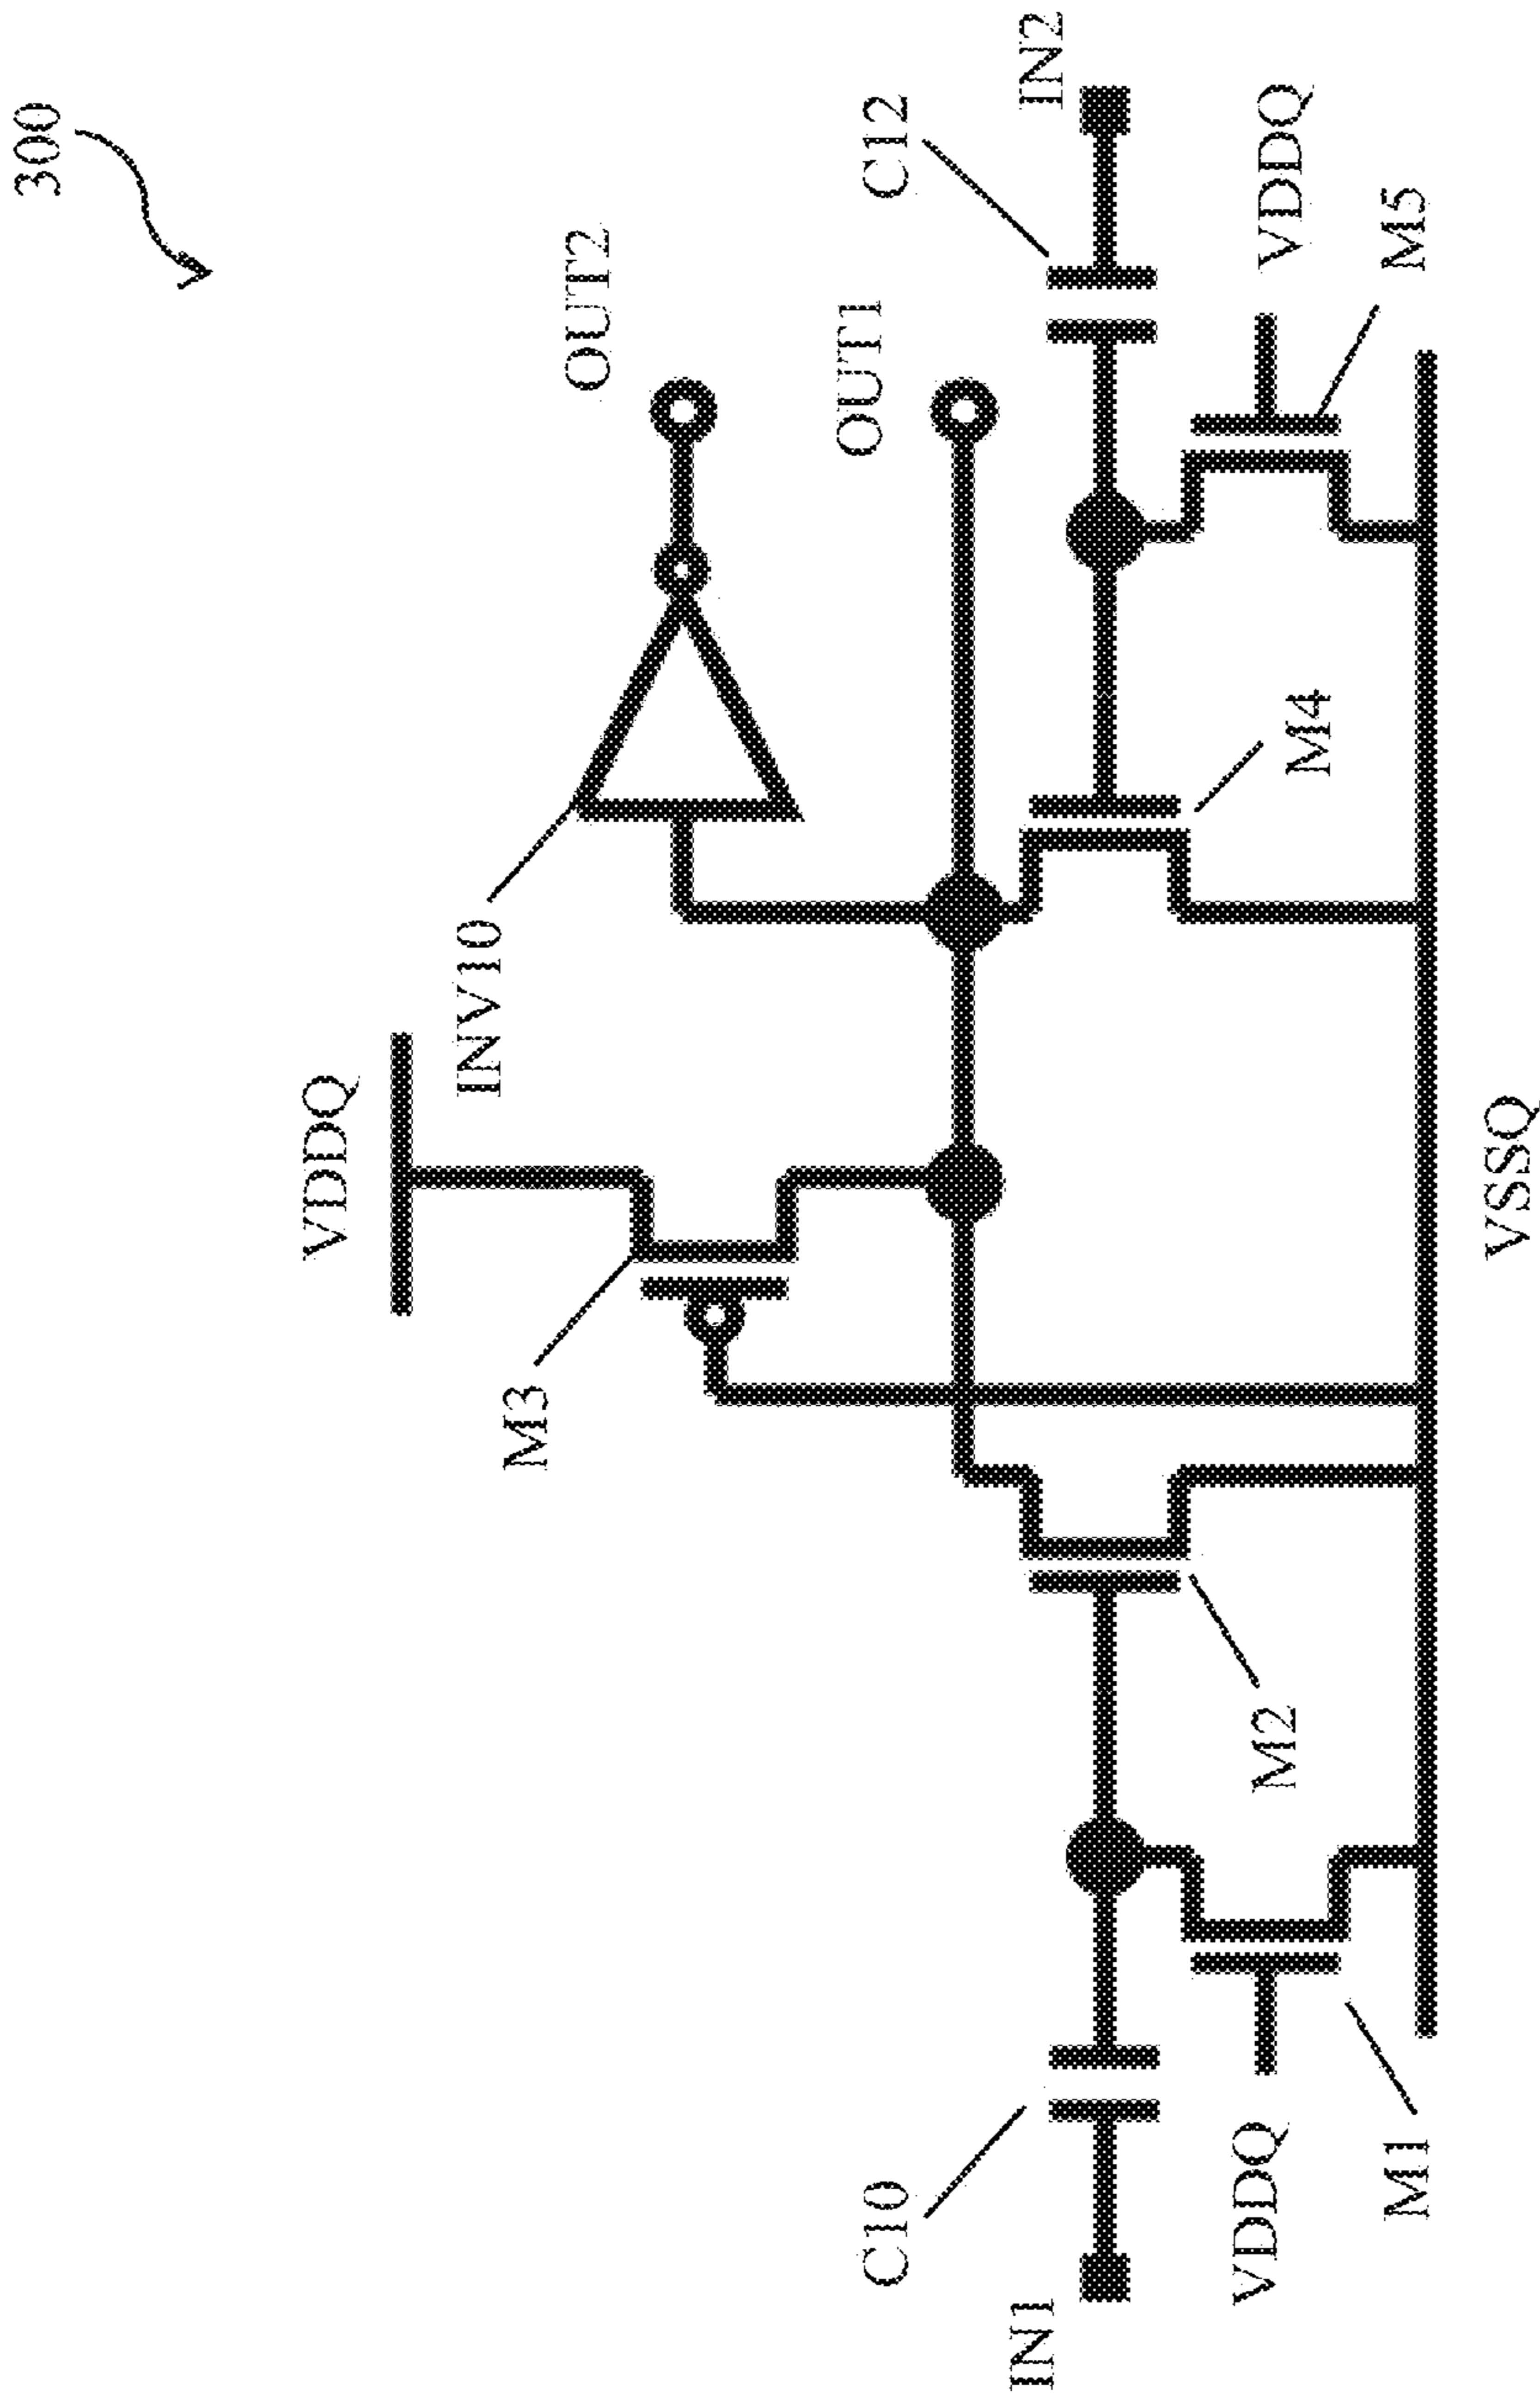 300
IN2
C12
VDDQ
M5
OUT2
OUT1
M4
INV10
VDDQ
VSSQ
M3
M2
C10
VDDQ
M1
IN1